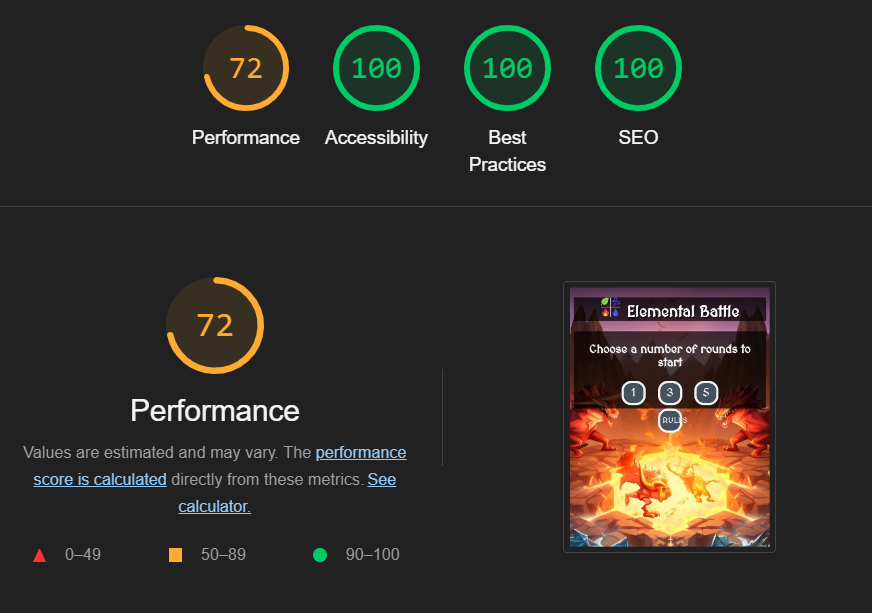 72
100
100
100
Performance
Accessibility
Best
Practices
SEO
72
Performance
Values are estimated and may vary. The performance
score is calculated directly from these metrics. See
calculator.
0–49
50–89
90–100
Elemental Battle
Choose a number of rounds to
start
1
3
5
RULES